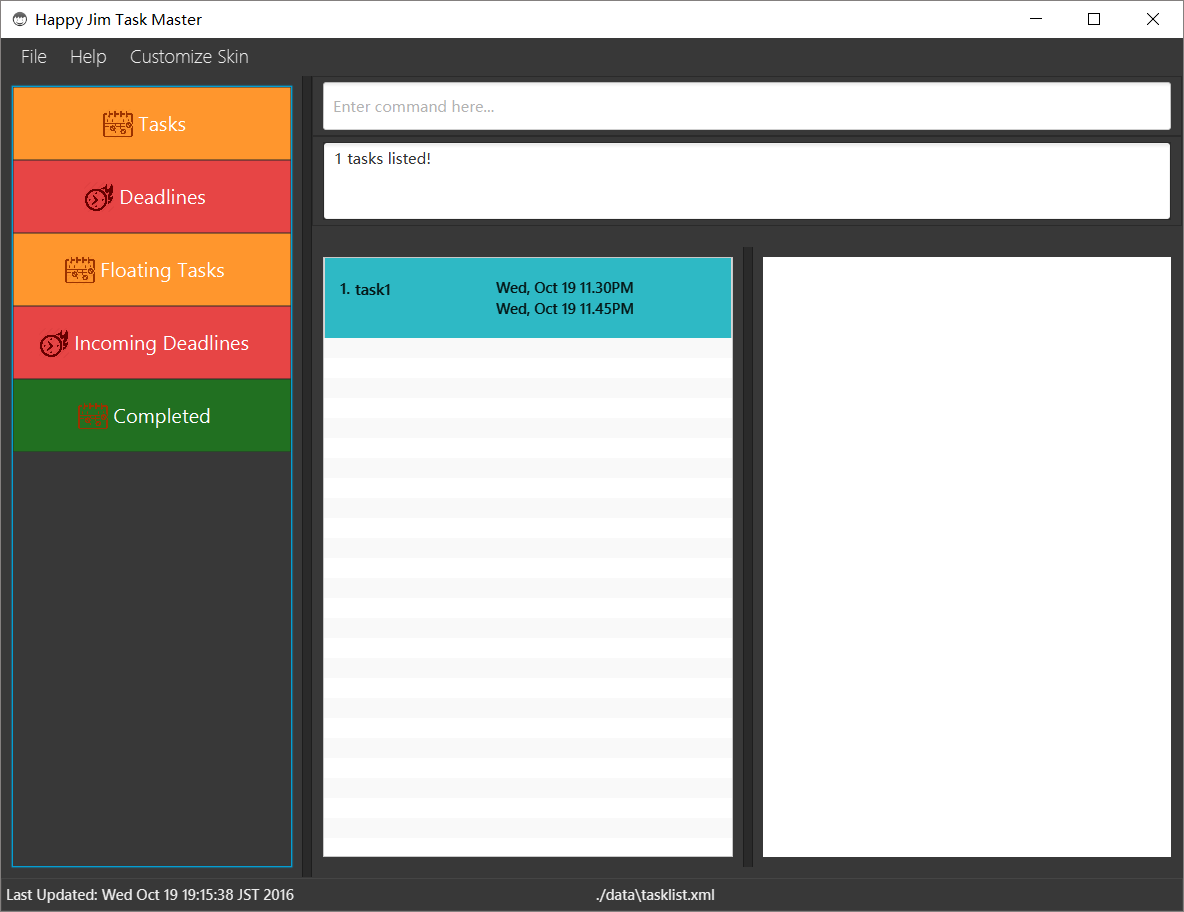 Happy Jim Task Master
File Help Customize Skin
Tasks
Deadlines
Floating Tasks
Incoming Deadlines
Completed
Enter command here...
1 tasks listed!
1. task1
Wed, Oct 19 11.30PM
Wed, Oct 19 11.45PM
Last Updated: Wed Oct 19 19:15:38 JST 2016
./data\tasklist.xml